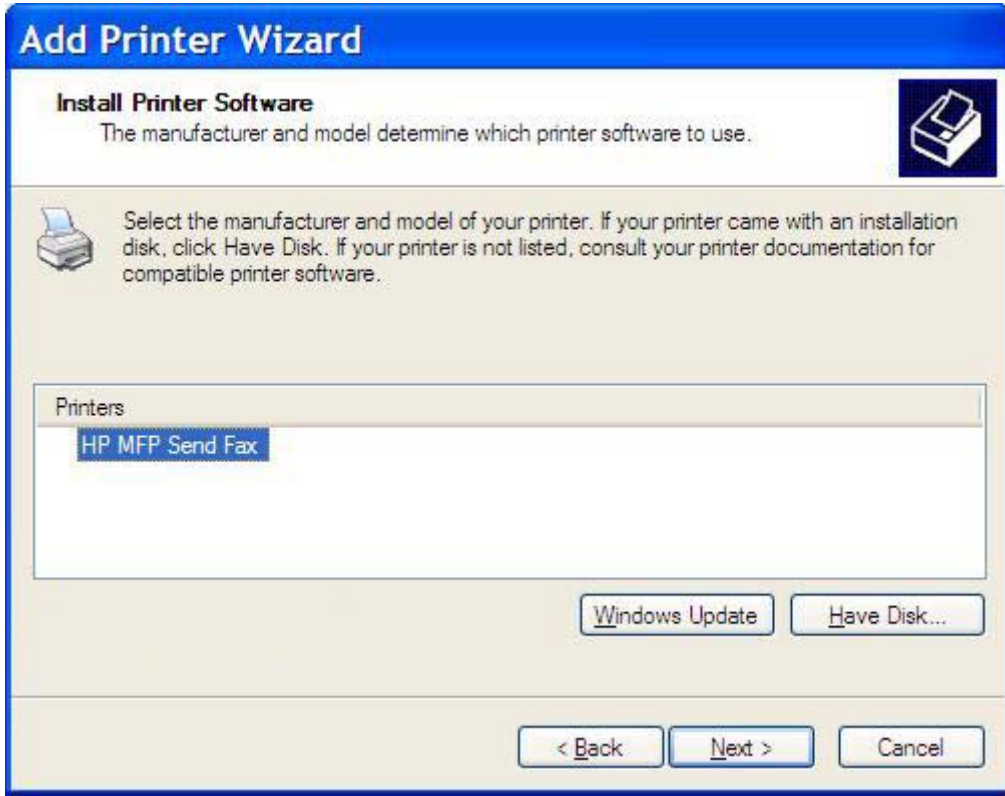 Add Printer Wizard
Install Printer Software
The manufacturer and model determine which printer software to use.
Select the manufacturer and model of your printer. If your printer came with an installation
disk, click Have Disk. If your printer is not listed, consult your printer documentation for
compatible printer software.
Printers
HP MFP Send Fax
Windows Update
Have Disk...
< Back
Next >
Cancel